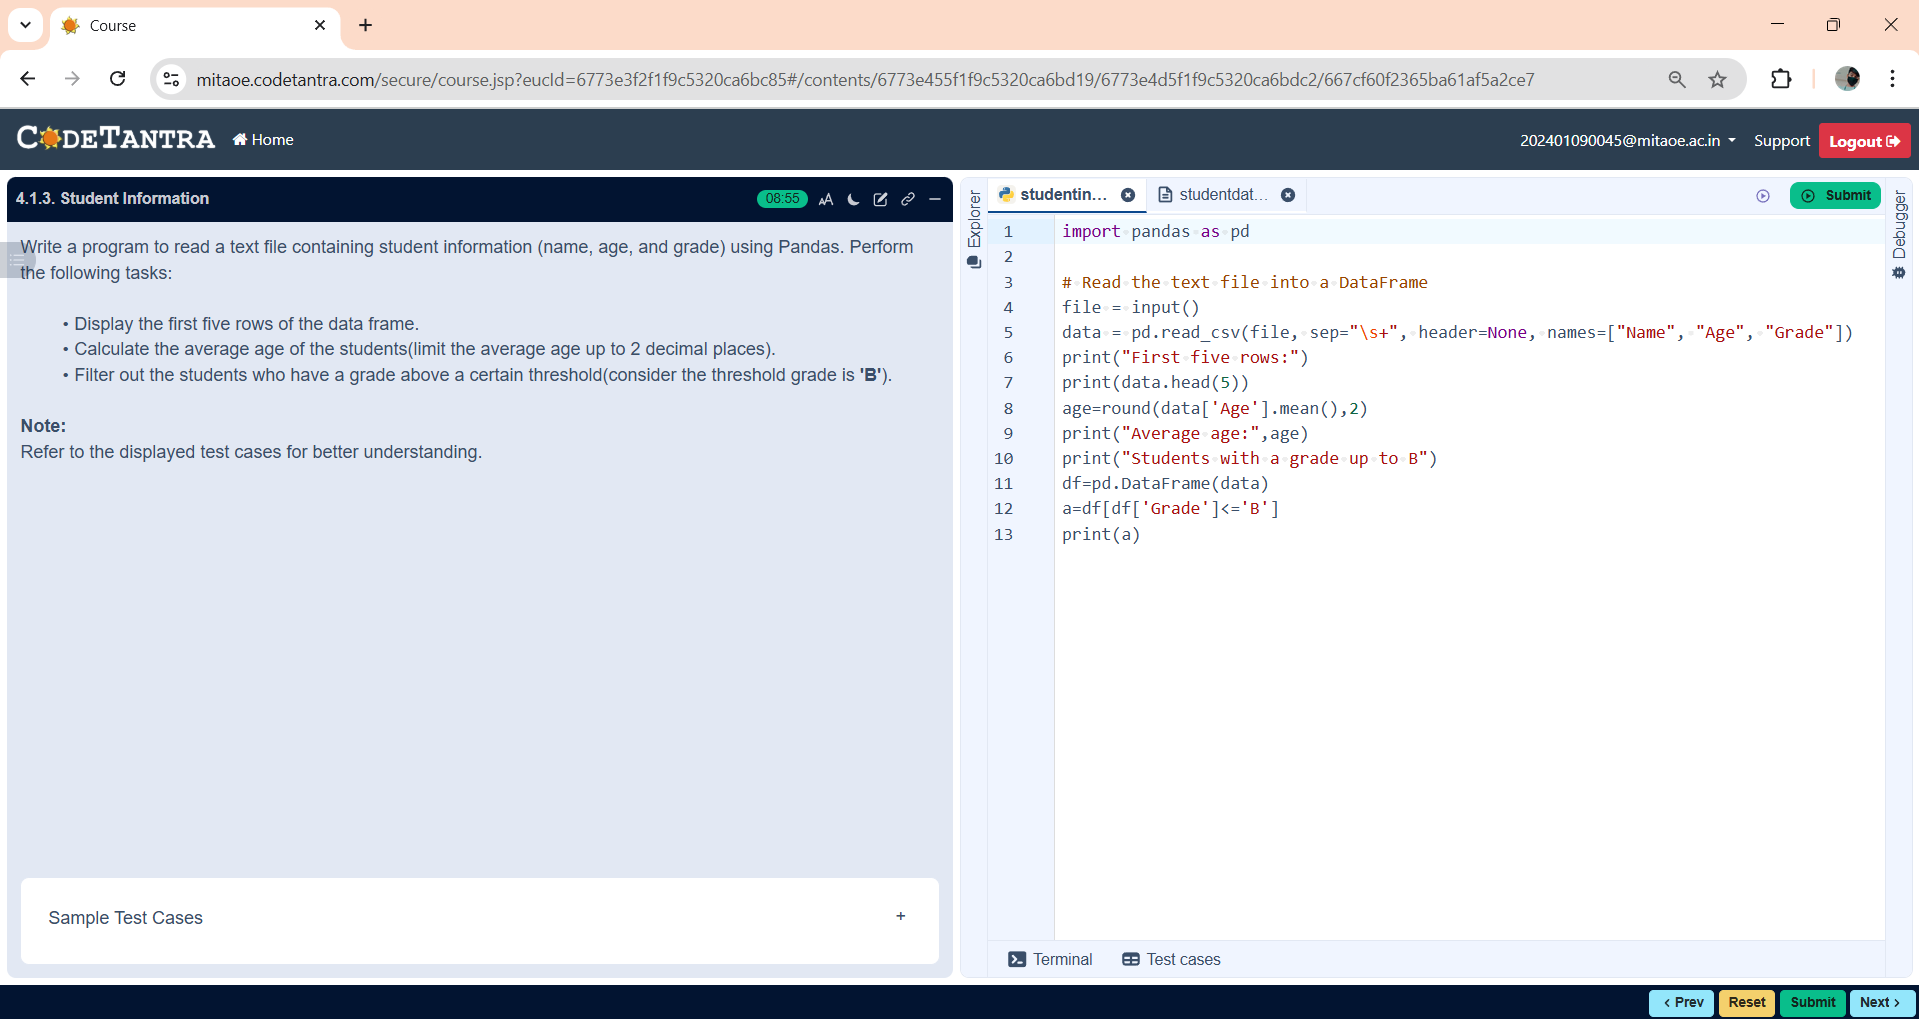 Course
mitaoe.codetantra.com/secure/course.jsp?eucId=6773e3f2f1f9c5320ca6bc85#/contents/6773e455f1f9c5320ca6bd19/6773e4d5f1f9c5320ca6bdc2/667cf60f2365ba61af5a2ce7
CODETANTRA
Home
202401090045@mitaoe.ac.in
Support
Logout
4.1.3. Student Information
08:55
AA
Write a program to read a text file containing student information (name, age, and grade) using Pandas. Perform
the following tasks:
• Display the first five rows of the data frame.
• Calculate the average age of the students(limit the average age up to 2 decimal places).
• Filter out the students who have a grade above a certain threshold(consider the threshold grade is 'B').
Note:
Refer to the displayed test cases for better understanding.
Sample Test Cases
+
Explorer
studentin...
studentdat...
Submit
Debugger
1 import pandas as pd
2
3 # Read the text file into a DataFrame
4 file = input()
5 data = pd.read_csv(file, sep="\s+", header=None, names=["Name", "Age", "Grade"])
6 print("First five rows:")
7 print(data.head(5))
8 age=round(data['Age'].mean(),2)
9 print("Average age:",age)
10 print("Students with a grade up to B")
11 df=pd.DataFrame(data)
12 a=df[df['Grade']<='B']
13 print(a)
Terminal
Test cases
< Prev
Reset
Submit
Next >